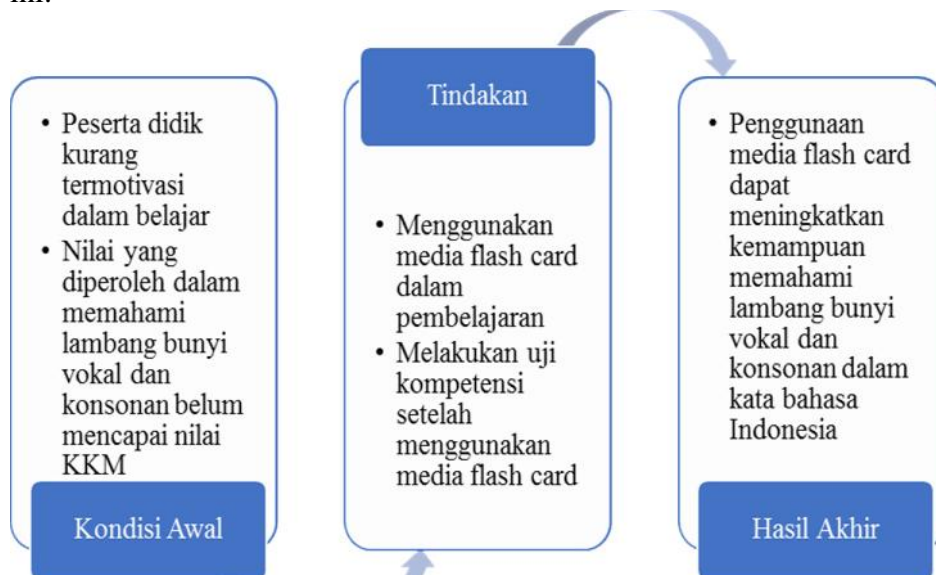 • Peserta didik
kurang
termotivasi
dalam belajar
• Nilai yang
diperoleh dalam
memahami
lambang bunyi
vokal dan
konsonan belum
mencapai nilai
KKM
Kondisi Awal
Tindakan
• Menggunakan
media flash card
dalam
pembelajaran
• Melakukan uji
kompetensi
setelah
menggunakan
media flash card
• Penggunaan
media flash card
dapat
meningkatkan
kemampuan
memahami
lambang bunyi
vokal dan
konsonan dalam
kata bahasa
Indonesia
Hasil Akhir